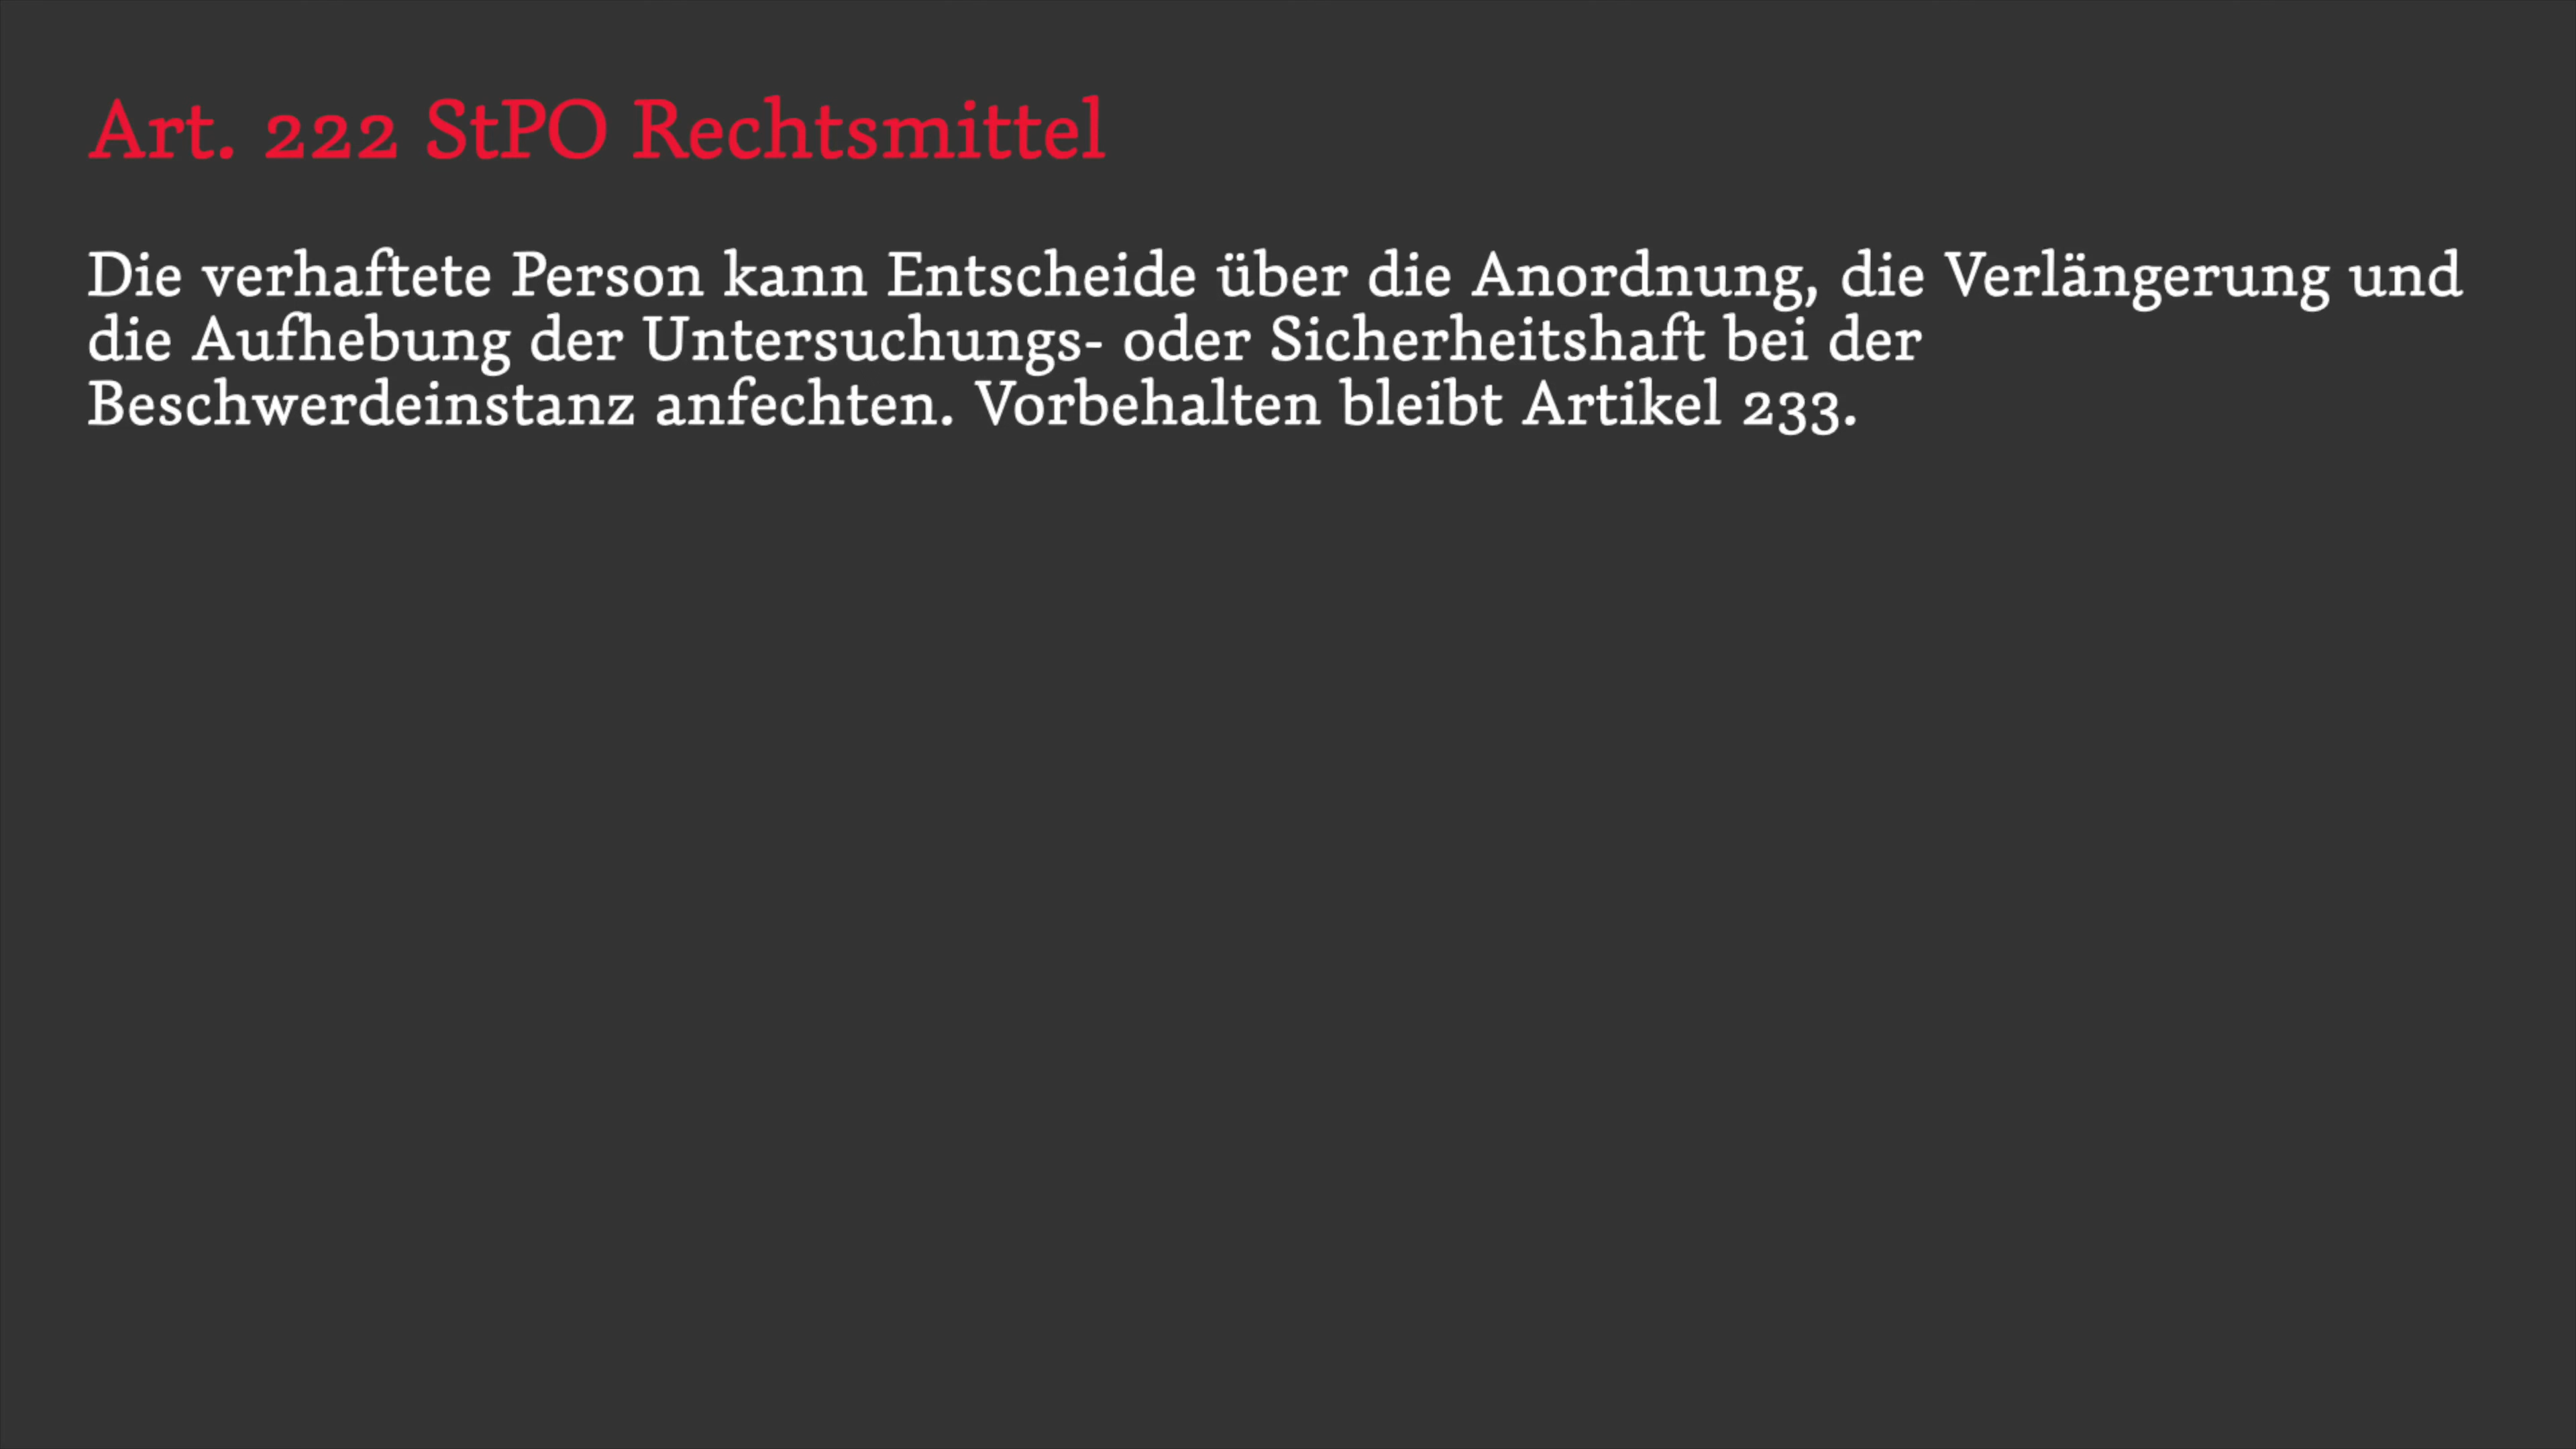 Art. 222 StPO Rechtsmittel
Die verhaftete Person kann Entscheide über die Anordnung, die Verlängerung und
die Aufhebung der Untersuchungs- oder Sicherheitshaft bei der
Beschwerdeinstanz anfechten. Vorbehalten bleibt Artikel 233.